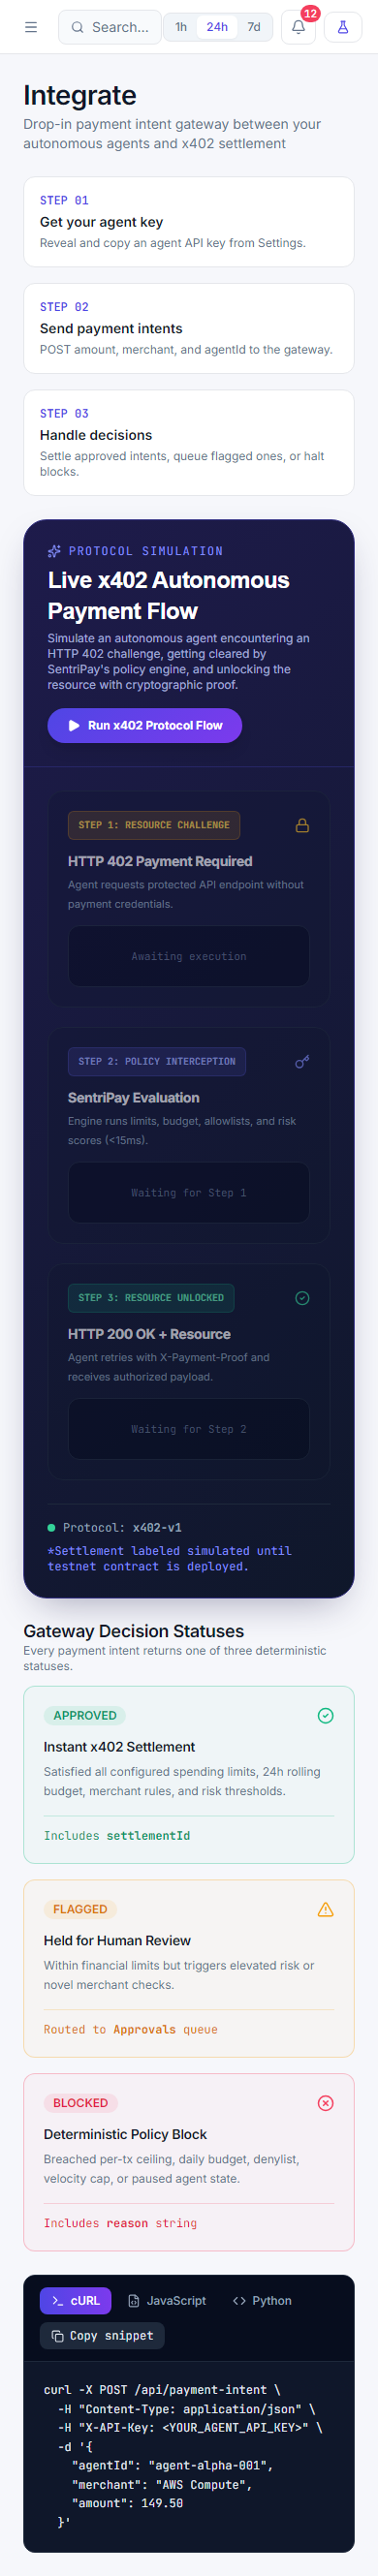 Search...
1h 24h 7d
12
Integrate
Drop-in payment intent gateway between your
autonomous agents and x402 settlement
STEP 01
Get your agent key
Reveal and copy an agent API key from Settings.
STEP 02
Send payment intents
POST amount, merchant, and agentId to the gateway.
STEP 03
Handle decisions
Settle approved intents, queue flagged ones, or halt
blocks.
PROTOCOL SIMULATION
Live x402 Autonomous
Payment Flow
Simulate an autonomous agent encountering an
HTTP 402 challenge, getting cleared by
SentriPay's policy engine, and unlocking the
resource with cryptographic proof.
Run x402 Protocol Flow
STEP 1: RESOURCE CHALLENGE
HTTP 402 Payment Required
Agent requests protected API endpoint without
payment credentials.
Awaiting execution
STEP 2: POLICY INTERCEPTION
SentriPay Evaluation
Engine runs limits, budget, allowlists, and risk
scores (<15ms).
Waiting for Step 1
STEP 3: RESOURCE UNLOCKED
HTTP 200 OK + Resource
Agent retries with X-Payment-Proof and
receives authorized payload.
Waiting for Step 2
Protocol: x402-v1
*Settlement labeled simulated until
testnet contract is deployed.
Gateway Decision Statuses
Every payment intent returns one of three deterministic
statuses.
APPROVED
Instant x402 Settlement
Satisfied all configured spending limits, 24h rolling
budget, merchant rules, and risk thresholds.
Includes settlementId
FLAGGED
Held for Human Review
Within financial limits but triggers elevated risk or
novel merchant checks.
Routed to Approvals queue
BLOCKED
Deterministic Policy Block
Breached per-tx ceiling, daily budget, denylist,
velocity cap, or paused agent state.
Includes reason string
cURL JavaScript Python
Copy snippet
curl -X POST /api/payment-intent \
-H "Content-Type: application/json" \
-H "X-API-Key: <YOUR_AGENT_API_KEY>" \
-d '{
"agentId": "agent-alpha-001",
"merchant": "AWS Compute",
"amount": 149.50
}'